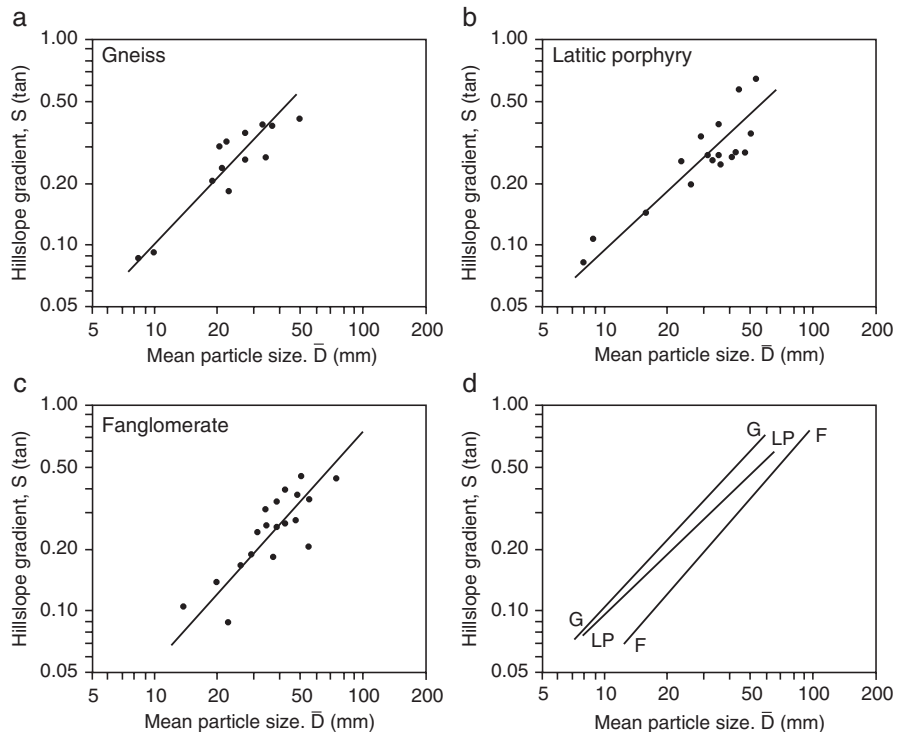 a
Gneiss
Hillslope gradient, S (tan)
1.00
0.50
0.20
0.10
0.05
5 10 20 50 100 200
Mean particle size. D̅ (mm)
b
Latitic porphyry
Hillslope gradient, S (tan)
1.00
0.50
0.20
0.10
0.05
5 10 20 50 100 200
Mean particle size. D̅ (mm)
c
Fanglomerate
Hillslope gradient, S (tan)
1.00
0.50
0.20
0.10
0.05
5 10 20 50 100 200
Mean particle size. D̅ (mm)
d
Hillslope gradient, S (tan)
1.00
0.50
0.20
0.10
0.05
G LP F
G LP F
5 10 20 50 100 200
Mean particle size. D̅ (mm)